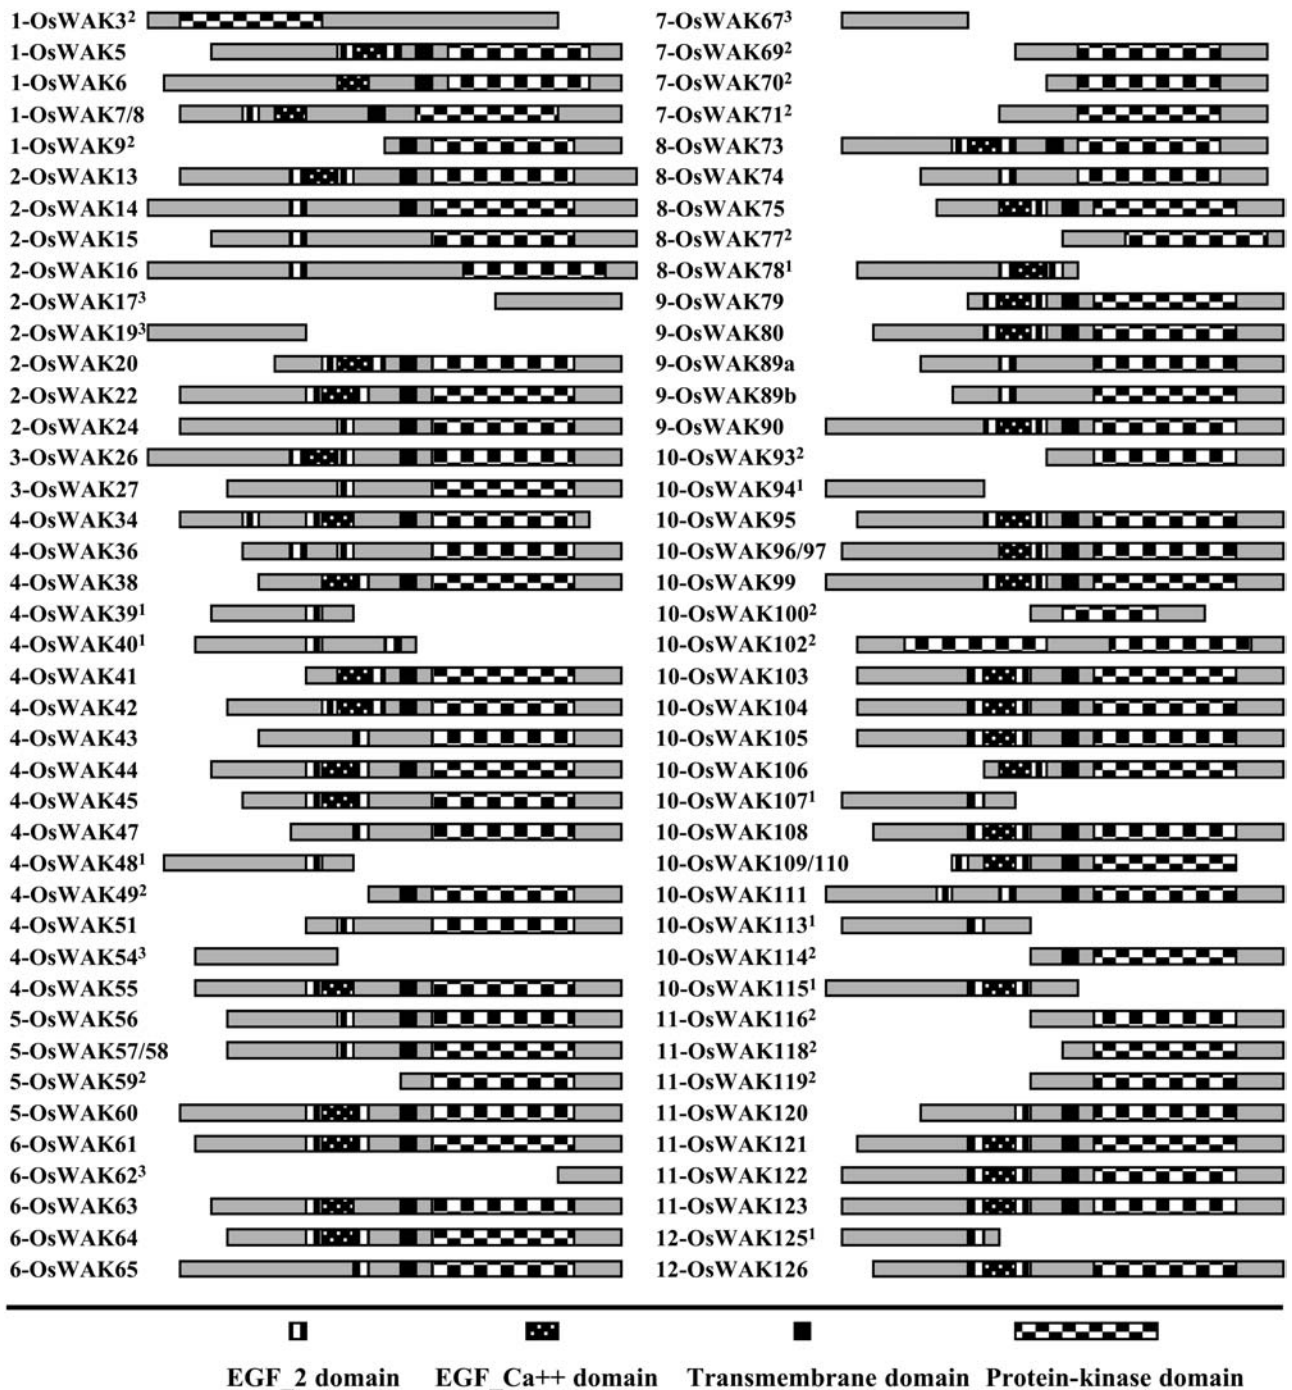 1-OsWAK3²
1-OsWAK5
1-OsWAK6
1-OsWAK7/8
1-OsWAK9²
2-OsWAK13
2-OsWAK14
2-OsWAK15
2-OsWAK16
2-OsWAK17³
2-OsWAK19³
2-OsWAK20
2-OsWAK22
2-OsWAK24
3-OsWAK26
3-OsWAK27
4-OsWAK34
4-OsWAK36
4-OsWAK38
4-OsWAK39¹
4-OsWAK40¹
4-OsWAK41
4-OsWAK42
4-OsWAK43
4-OsWAK44
4-OsWAK45
4-OsWAK47
4-OsWAK48¹
4-OsWAK49²
4-OsWAK51
4-OsWAK54³
4-OsWAK55
5-OsWAK56
5-OsWAK57/58
5-OsWAK59²
5-OsWAK60
6-OsWAK61
6-OsWAK62³
6-OsWAK63
6-OsWAK64
6-OsWAK65
7-OsWAK67³
7-OsWAK69²
7-OsWAK70²
7-OsWAK71²
8-OsWAK73
8-OsWAK74
8-OsWAK75
8-OsWAK77²
8-OsWAK78¹
9-OsWAK79
9-OsWAK80
9-OsWAK89a
9-OsWAK89b
9-OsWAK90
10-OsWAK93²
10-OsWAK94¹
10-OsWAK95
10-OsWAK96/97
10-OsWAK99
10-OsWAK100²
10-OsWAK102²
10-OsWAK103
10-OsWAK104
10-OsWAK105
10-OsWAK106
10-OsWAK107¹
10-OsWAK108
10-OsWAK109/110
10-OsWAK111
10-OsWAK113¹
10-OsWAK114²
10-OsWAK115¹
11-OsWAK116²
11-OsWAK118²
11-OsWAK119²
11-OsWAK120
11-OsWAK121
11-OsWAK122
11-OsWAK123
12-OsWAK125¹
12-OsWAK126
EGF_2 domain EGF_Ca++ domain Transmembrane domain Protein-kinase domain